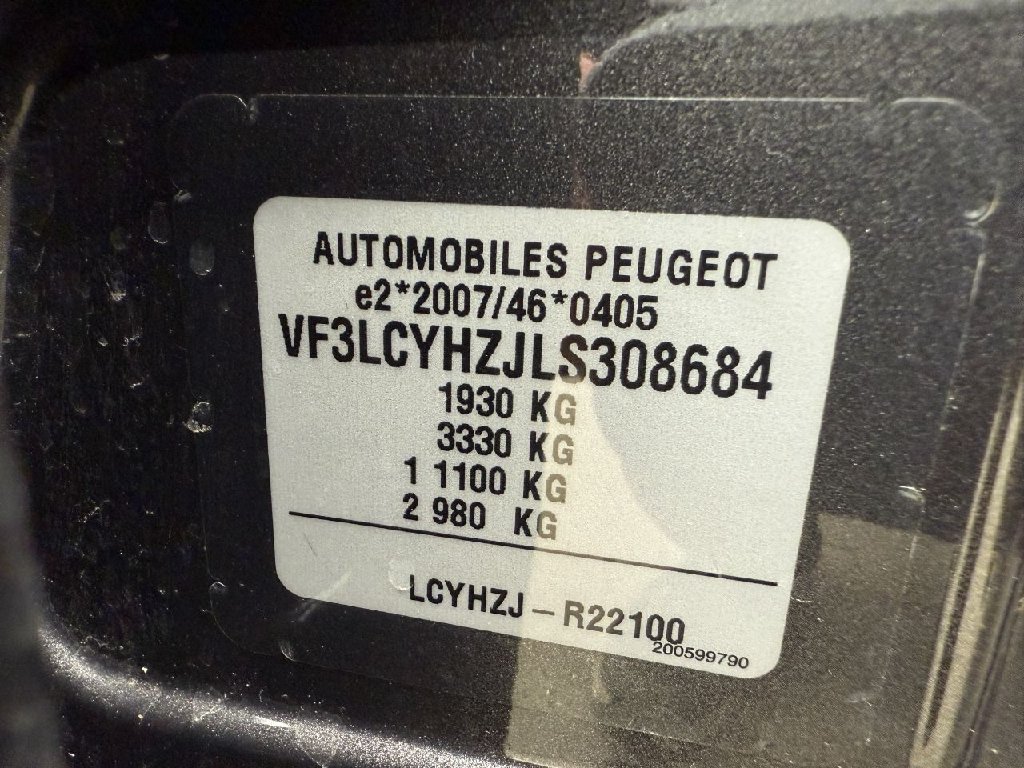 AUTOMOBILES PEUGEOT
e2*2007/46*0405
VF3LCYHZJLS308684
1930 KG
3330 KG
1 1100 KG
2 980 KG
LCYHZJ – R22100
200599790